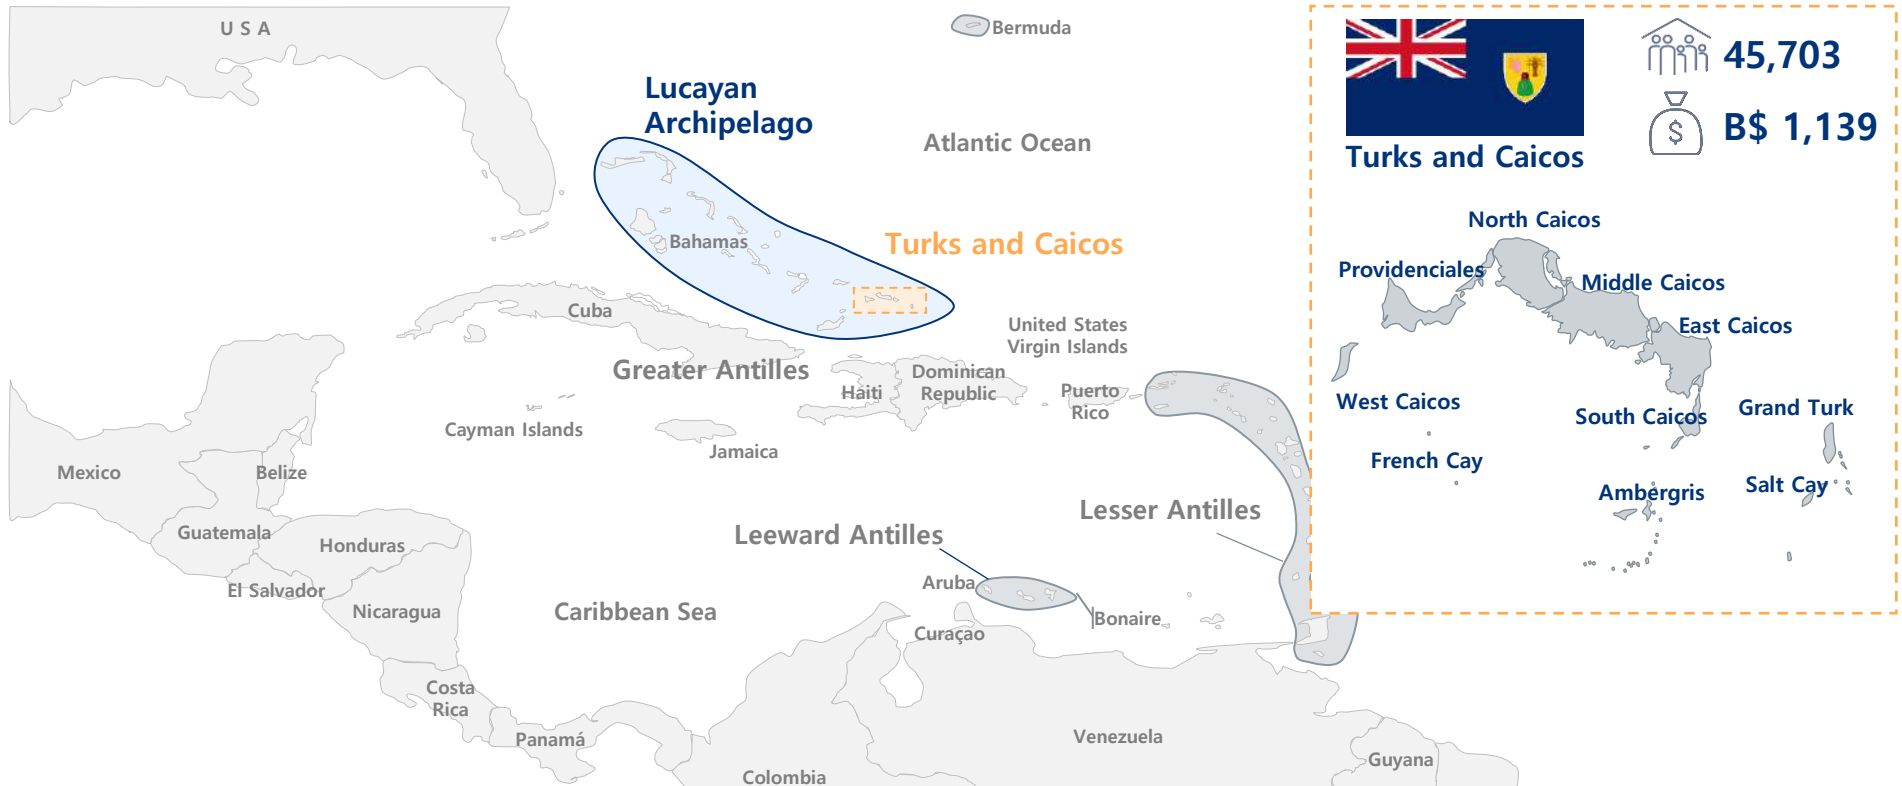 U S A
Bermuda
Lucayan
Archipelago
Atlantic Ocean
Bahamas
Turks and Caicos
Cuba
United States
Virgin Islands
Greater Antilles
Haiti
Dominican
Republic
Puerto
Rico
Cayman Islands
Jamaica
Mexico
Belize
Guatemala
Honduras
El Salvador
Nicaragua
Leeward Antilles
Lesser Antilles
Aruba
Caribbean Sea
Bonaire
Curaçao
Costa
Rica
Panamá
Venezuela
Colombia
Guyana
45,703
$
B$ 1,139
Turks and Caicos
North Caicos
Providenciales
Middle Caicos
East Caicos
West Caicos
South Caicos
Grand Turk
French Cay
Ambergris
Salt Cay